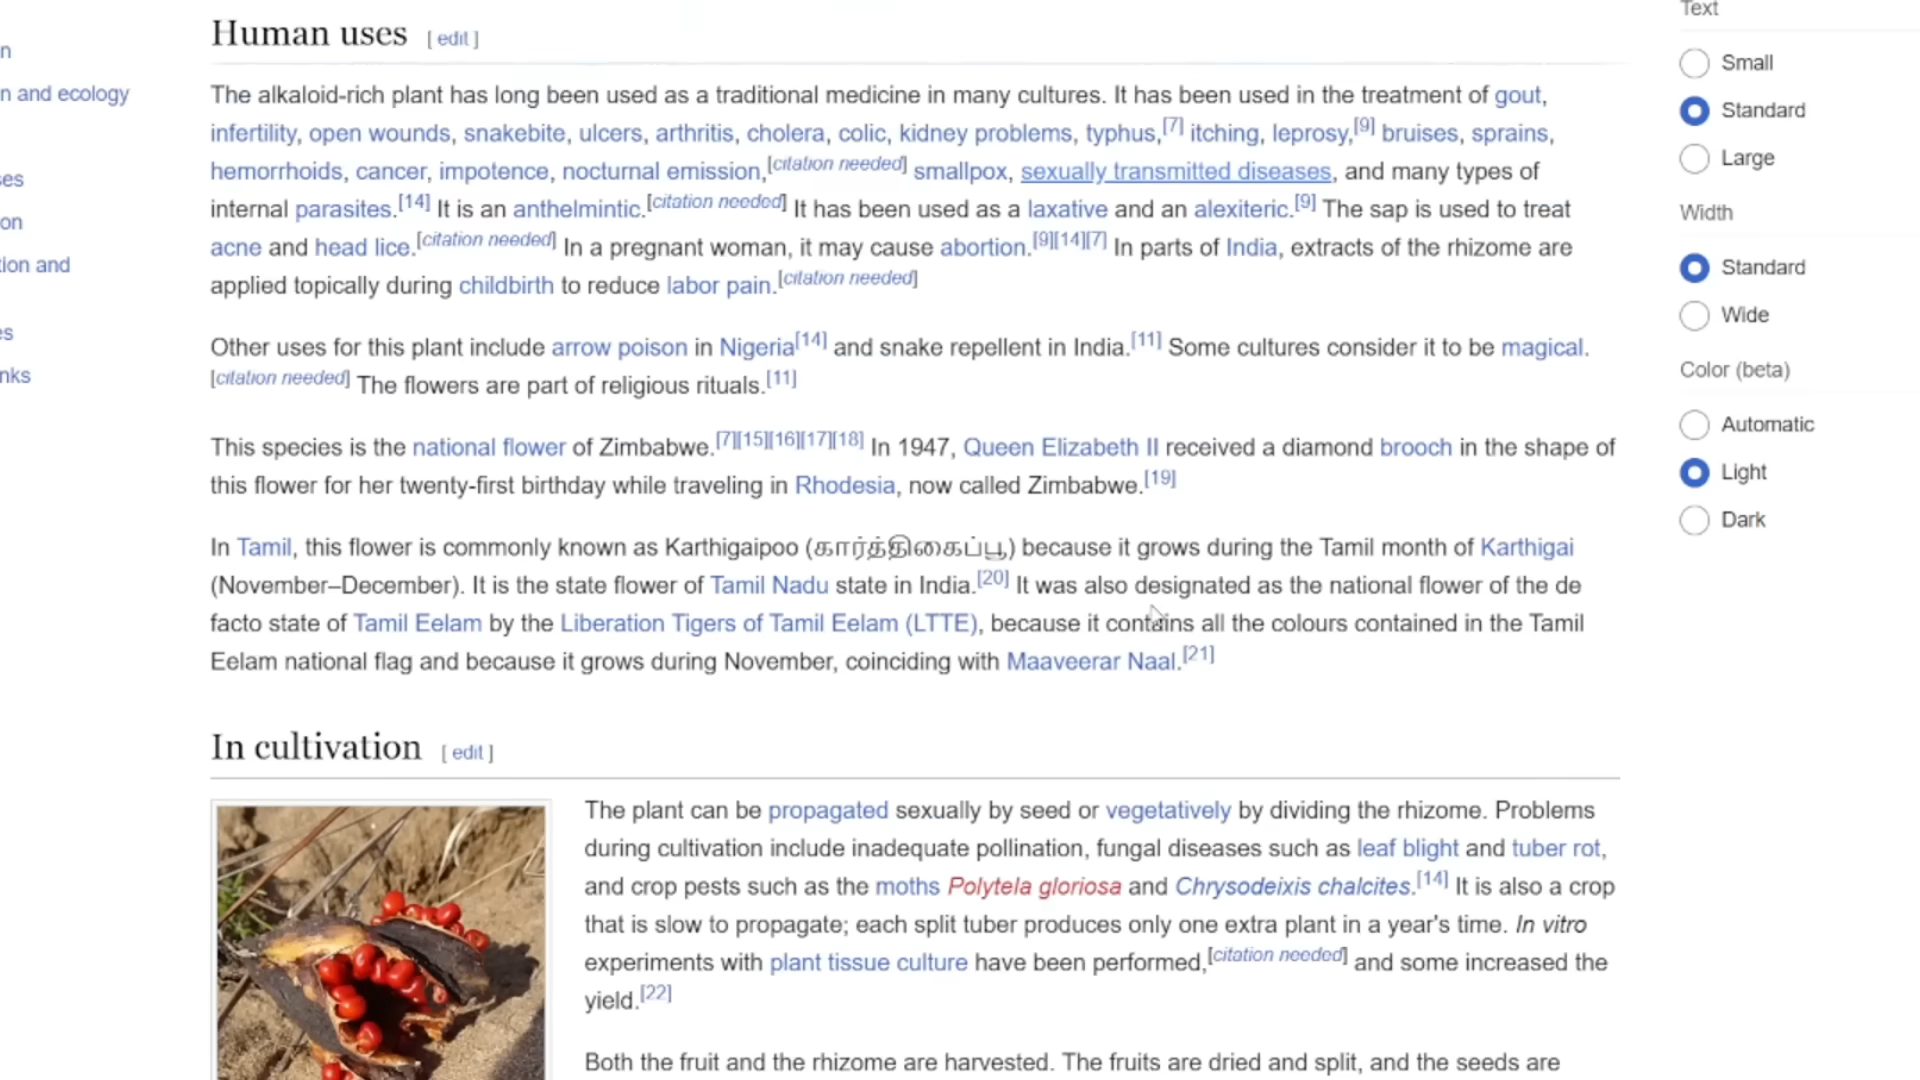 Human uses [ edit ]
The alkaloid-rich plant has long been used as a traditional medicine in many cultures. It has been used in the treatment of gout,
infertility, open wounds, snakebite, ulcers, arthritis, cholera, colic, kidney problems, typhus,[7] itching, leprosy,[9] bruises, sprains,
hemorrhoids, cancer, impotence, nocturnal emission,[citation needed] smallpox, sexually transmitted diseases, and many types of
internal parasites.[14] It is an anthelmintic.[citation needed] It has been used as a laxative and an alexiteric.[9] The sap is used to treat
acne and head lice.[citation needed] In a pregnant woman, it may cause abortion.[9][14][7] In parts of India, extracts of the rhizome are
applied topically during childbirth to reduce labor pain.[citation needed]
Other uses for this plant include arrow poison in Nigeria[14] and snake repellent in India.[11] Some cultures consider it to be magical.
[citation needed] The flowers are part of religious rituals.[11]
This species is the national flower of Zimbabwe.[7][15][16][17][18] In 1947, Queen Elizabeth II received a diamond brooch in the shape of
this flower for her twenty-first birthday while traveling in Rhodesia, now called Zimbabwe.[19]
In Tamil, this flower is commonly known as Karthigaipoo (கார்த்திகைப்பூ) because it grows during the Tamil month of Karthigai
(November–December). It is the state flower of Tamil Nadu state in India.[20] It was also designated as the national flower of the de
facto state of Tamil Eelam by the Liberation Tigers of Tamil Eelam (LTTE), because it contains all the colours contained in the Tamil
Eelam national flag and because it grows during November, coinciding with Maaveerar Naal.[21]
In cultivation [ edit ]
The plant can be propagated sexually by seed or vegetatively by dividing the rhizome. Problems
during cultivation include inadequate pollination, fungal diseases such as leaf blight and tuber rot,
and crop pests such as the moths Polytela gloriosa and Chrysodeixis chalcites.[14] It is also a crop
that is slow to propagate; each split tuber produces only one extra plant in a year's time. In vitro
experiments with plant tissue culture have been performed,[citation needed] and some increased the
yield.[22]
Both the fruit and the rhizome are harvested. The fruits are dried and split, and the seeds are
n and ecology
on
tion and
Text
Small
Standard
Large
Width
Standard
Wide
Color (beta)
Automatic
Light
Dark